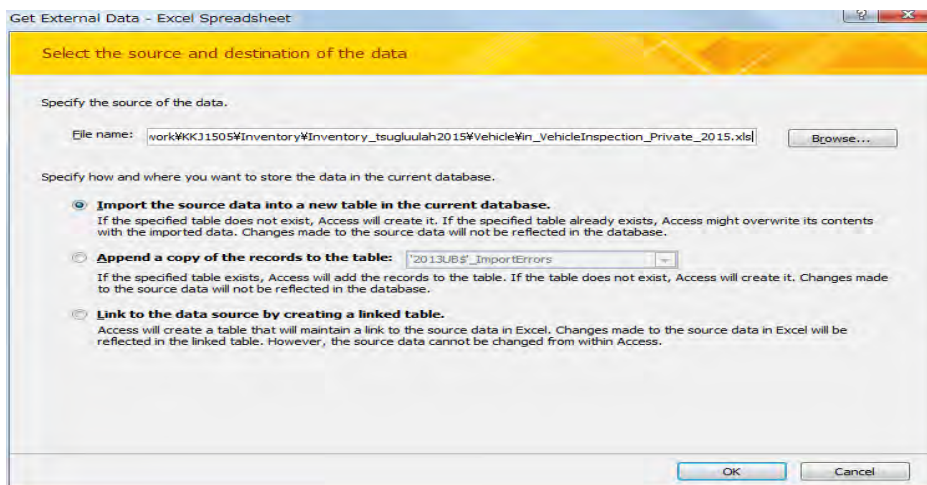 Get External Data - Excel Spreadsheet
Select the source and destination of the data
Specify the source of the data.
File name: work¥KKJ1505¥Inventory¥Inventory_tsugluulah2015¥Vehicle¥in_VehicleInspection_Private_2015.xls
Browse...
Specify how and where you want to store the data in the current database.
Import the source data into a new table in the current database.
If the specified table does not exist, Access will create it. If the specified table already exists, Access might overwrite its contents
with the imported data. Changes made to the source data will not be reflected in the database.
Append a copy of the records to the table: '2013UB$'_ImportErrors
If the specified table exists, Access will add the records to the table. If the table does not exist, Access will create it. Changes made
to the source data will not be reflected in the database.
Link to the data source by creating a linked table.
Access will create a table that will maintain a link to the source data in Excel. Changes made to the source data in Excel will be
reflected in the linked table. However, the source data cannot be changed from within Access.
OK Cancel